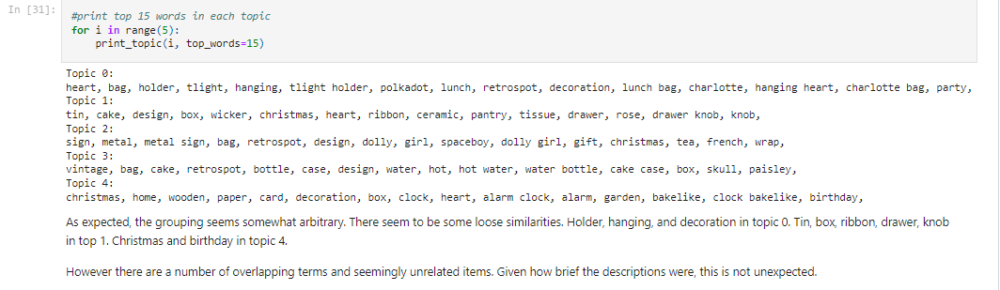 In [31]:
#print top 15 words in each topic
for i in range(5):
    print_topic(i, top_words=15)
Topic 0:
heart, bag, holder, tlight, hanging, tlight holder, polkadot, lunch, retrospot, decoration, lunch bag, charlotte, hanging heart, charlotte bag, party,
Topic 1:
tin, cake, design, box, wicker, christmas, heart, ribbon, ceramic, pantry, tissue, drawer, rose, drawer knob, knob,
Topic 2:
sign, metal, metal sign, bag, retrospot, design, dolly, girl, spaceboy, dolly girl, gift, christmas, tea, french, wrap,
Topic 3:
vintage, bag, cake, retrospot, bottle, case, design, water, hot, hot water, water bottle, cake case, box, skull, paisley,
Topic 4:
christmas, home, wooden, paper, card, decoration, box, clock, heart, alarm clock, alarm, garden, bakelike, clock bakelike, birthday,
As expected, the grouping seems somewhat arbitrary. There seem to be some loose similarities. Holder, hanging, and decoration in topic 0. Tin, box, ribbon, drawer, knob
in top 1. Christmas and birthday in topic 4.
However there are a number of overlapping terms and seemingly unrelated items. Given how brief the descriptions were, this is not unexpected.